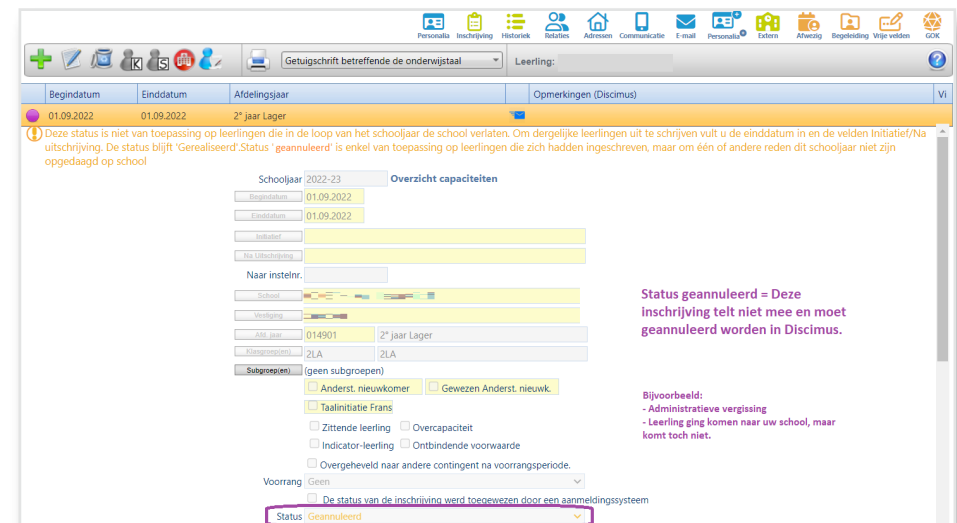 Personalia Inschrijving Historiek Relaties Adressen Communicatie E-mail Personalia Extern Afwezig Begeleiding Vrije velden GOK
K S Getuigschrift betreffende de onderwijstaal Leerling:
Begindatum Einddatum Afdelingsjaar Opmerkingen (Discimus) Vi
01.09.2022 01.09.2022 2° jaar Lager
Deze status is niet van toepassing op leerlingen die in de loop van het schooljaar de school verlaten. Om dergelijke leerlingen uit te schrijven vult u de einddatum in en de velden Initiatief/Na
uitschrijving. De status blijft 'Gerealiseerd'.Status 'geannuleerd' is enkel van toepassing op leerlingen die zich hadden ingeschreven, maar om één of andere reden dit schooljaar niet zijn
opgedaagd op school
Schooljaar 2022-23 Overzicht capaciteiten
Begindatum 01.09.2022
Einddatum 01.09.2022
Initiatief
Na Uitschrijving
Naar instelnr.
School
Vestiging
Afd. jaar 014901 2° jaar Lager
Klasgroep(en) 2LA 2LA
Subgroep(en) (geen subgroepen)
Anderst. nieuwkomer Gewezen Anderst. nieuwk.
Taalinitiatie Frans
Zittende leerling Overcapaciteit
Indicator-leerling Ontbindende voorwaarde
Overgeheveld naar andere contingent na voorrangsperiode.
Voorrang Geen
De status van de inschrijving werd toegewezen door een aanmeldingssysteem
Status Geannuleerd
Status geannuleerd = Deze
inschrijving telt niet mee en moet
geannuleerd worden in Discimus.
Bijvoorbeeld:
- Administratieve vergissing
- Leerling ging komen naar uw school, maar
komt toch niet.